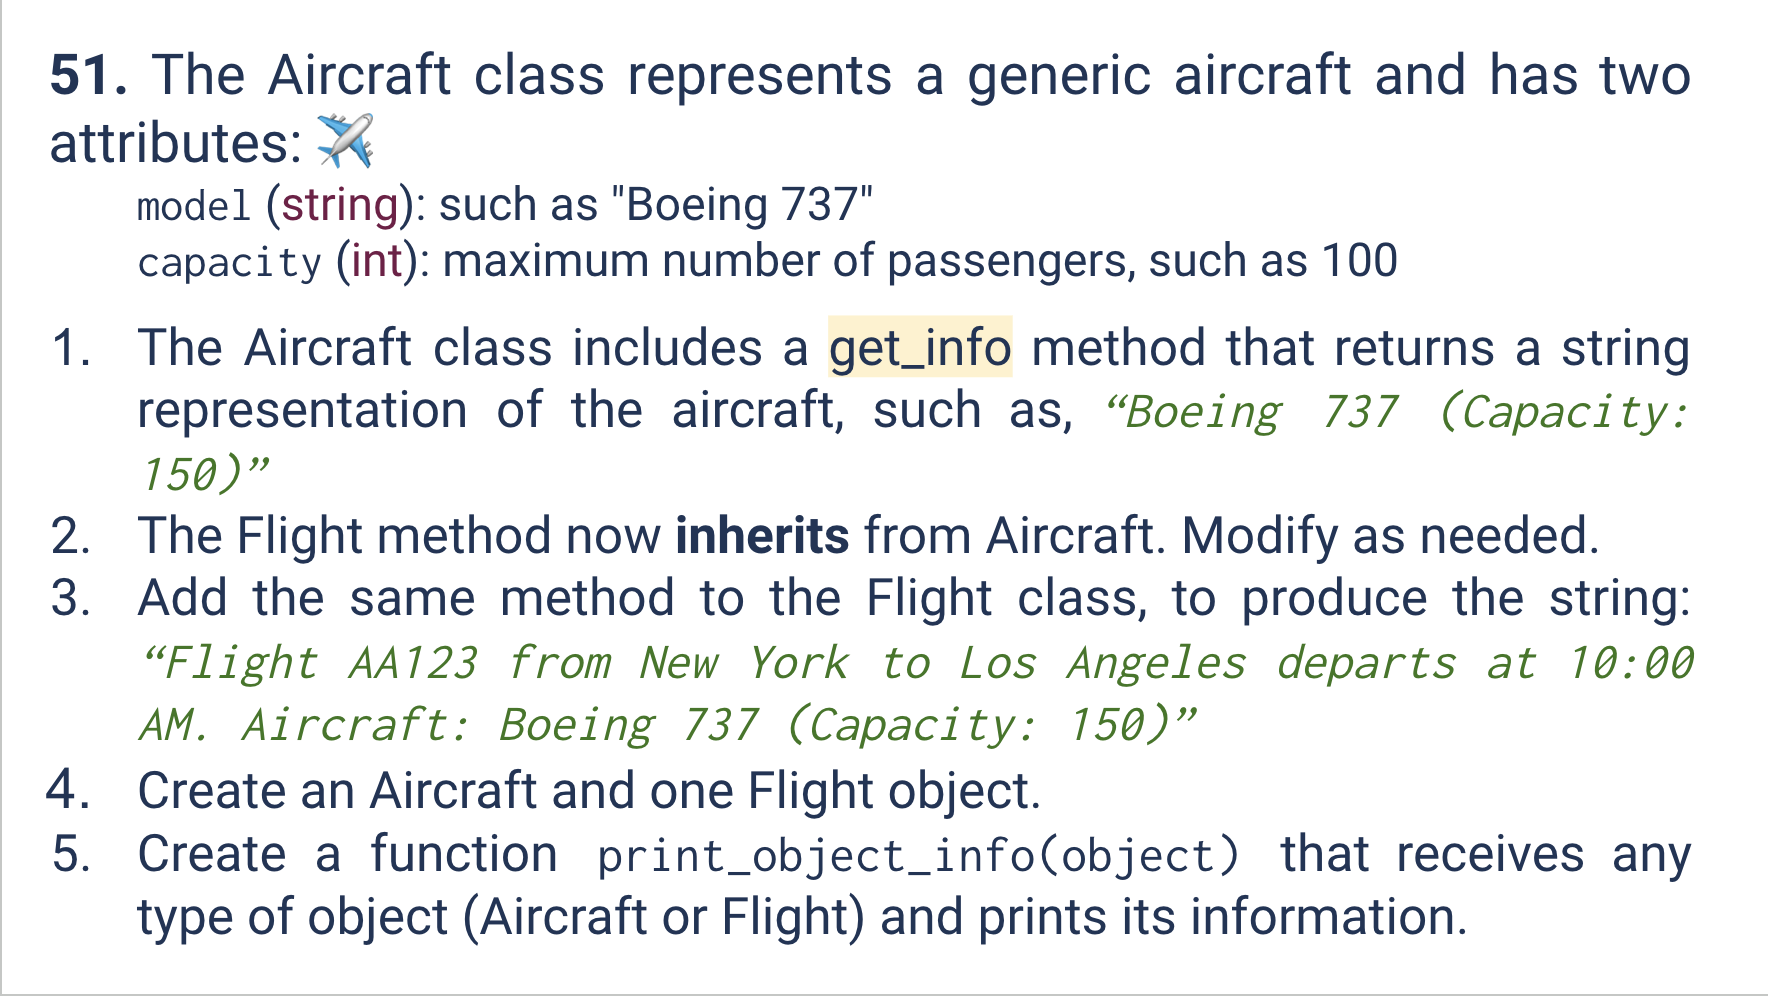 51. The Aircraft class represents a generic aircraft and has two
attributes: ✈️
model (string): such as "Boeing 737"
capacity (int): maximum number of passengers, such as 100
1. The Aircraft class includes a get_info method that returns a string
representation of the aircraft, such as, “Boeing 737 (Capacity:
150)”
2. The Flight method now inherits from Aircraft. Modify as needed.
3. Add the same method to the Flight class, to produce the string:
“Flight AA123 from New York to Los Angeles departs at 10:00
AM. Aircraft: Boeing 737 (Capacity: 150)”
4. Create an Aircraft and one Flight object.
5. Create a function print_object_info(object) that receives any
type of object (Aircraft or Flight) and prints its information.